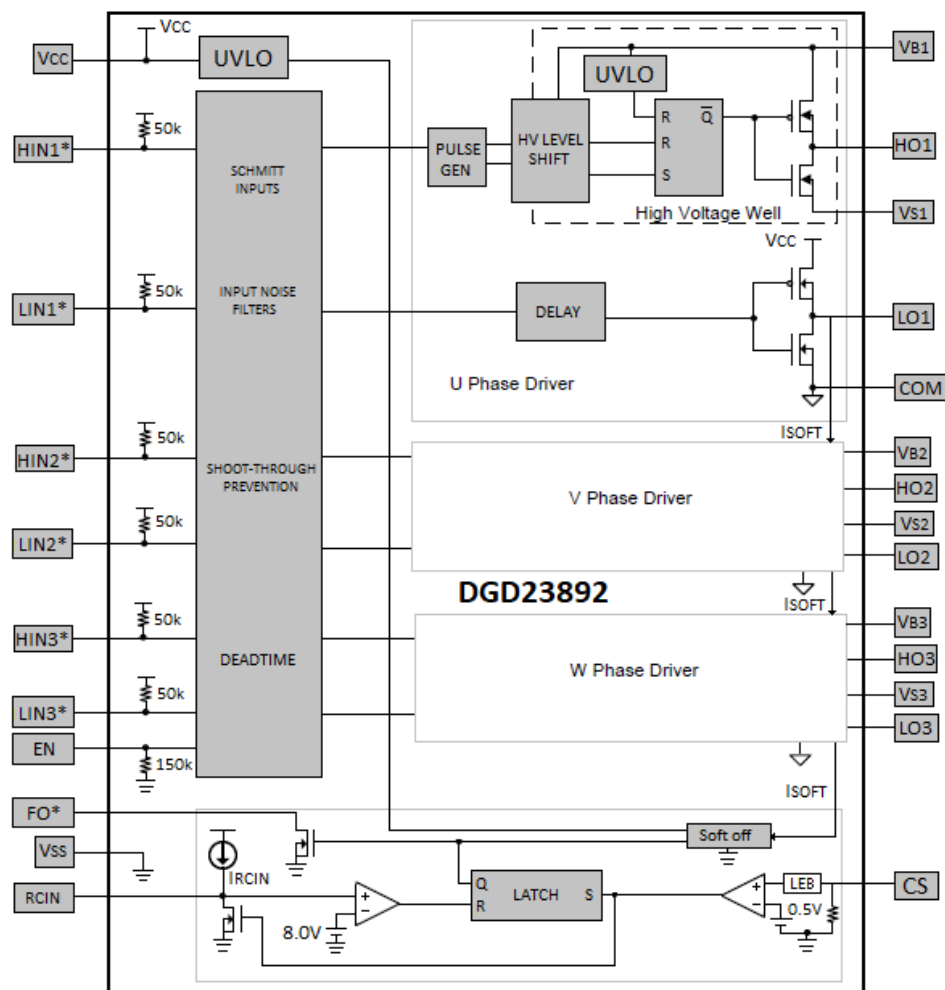 VCC
VCC
UVLO
HIN1*
50k
SCHMITT
INPUTS
LIN1*
50k
INPUT NOISE
FILTERS
HIN2*
50k
SHOOT-THROUGH
PREVENTION
LIN2*
50k
HIN3*
50k
DEADTIME
LIN3*
50k
EN
150k
PULSE
GEN
HV LEVEL
SHIFT
UVLO
R
Q
R
S
High Voltage Well
VB1
HO1
VS1
VCC
DELAY
LO1
U Phase Driver
COM
ISOFT
V Phase Driver
VB2
HO2
VS2
LO2
DGD23892
ISOFT
W Phase Driver
VB3
HO3
VS3
LO3
ISOFT
FO*
VSS
RCIN
IRCIN
8.0V
+
−
Q
R
LATCH
S
Soft off
+
−
LEB
0.5V
CS